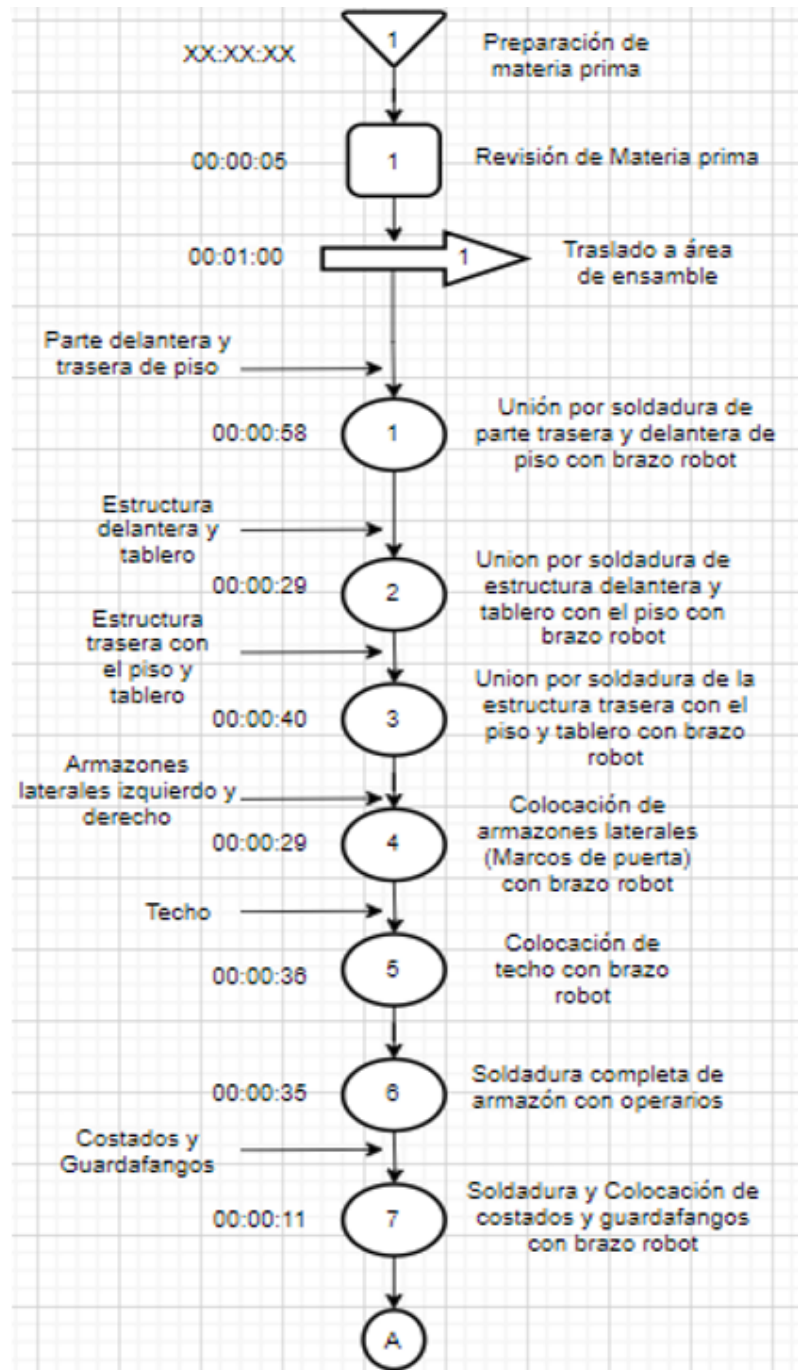 1
XX:XX:XX
Preparación de
materia prima
00:00:05
1
Revisión de Materia prima
00:01:00
1
Traslado a área
de ensamble
Parte delantera y
trasera de piso
00:00:58
1
Unión por soldadura de
parte trasera y delantera de
piso con brazo robot
Estructura
delantera y
tablero
00:00:29
2
Union por soldadura de
estructura delantera y
tablero con el piso con
brazo robot
Estructura
trasera con
el piso y
tablero
00:00:40
3
Union por soldadura de la
estructura trasera con el
piso y tablero con brazo
robot
Armazones
laterales izquierdo y
derecho
00:00:29
4
Colocación de
armazones laterales
(Marcos de puerta)
con brazo robot
Techo
00:00:36
5
Colocación de
techo con brazo
robot
00:00:35
6
Soldadura completa de
armazón con operarios
Costados y
Guardafangos
00:00:11
7
Soldadura y Colocación de
costados y guardafangos
con brazo robot
A